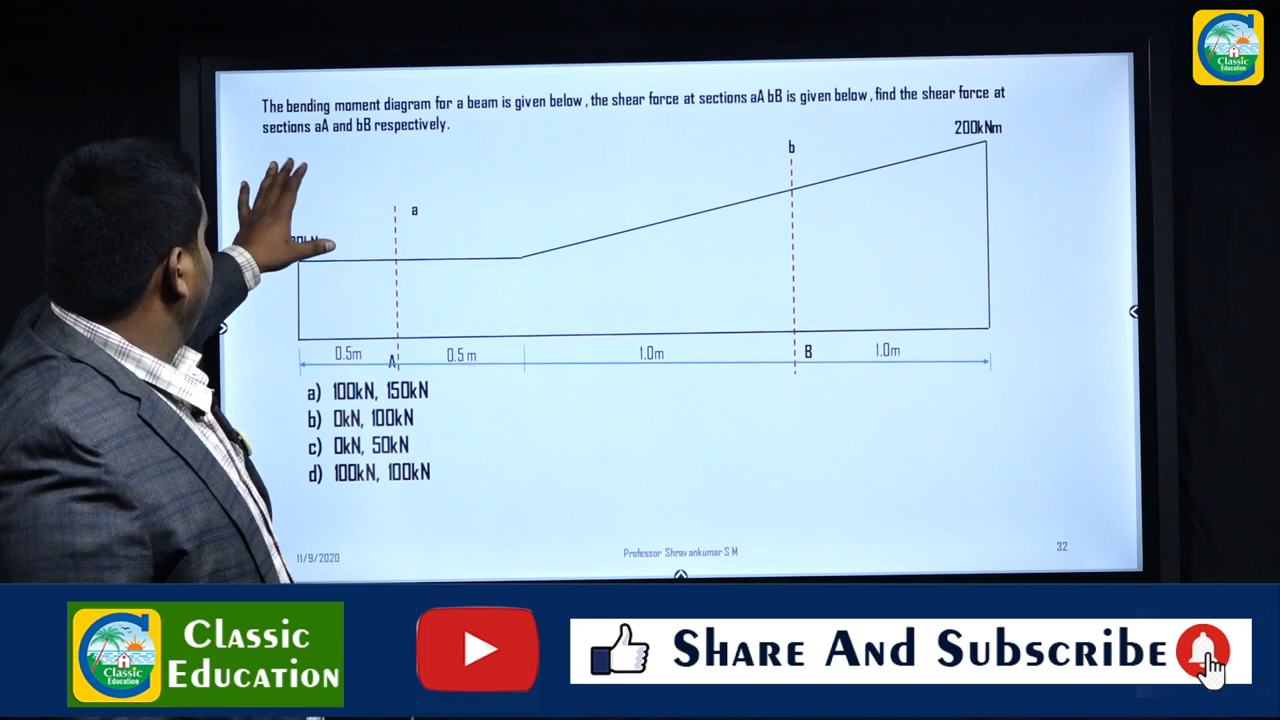 Classic
Education
The bending moment diagram for a beam is given below , the shear force at sections aA bB is given below , find the shear force at
sections aA and bB respectively.
200kNm
b
a
0.5m
A
0.5 m
1.0m
B
1.0m
a) 100kN, 150kN
b) 0kN, 100kN
c) 0kN, 50kN
d) 100kN, 100kN
11/9/2020
Professor Shravankumar S M
32
Classic
Education
Classic
Education
Share And Subscribe